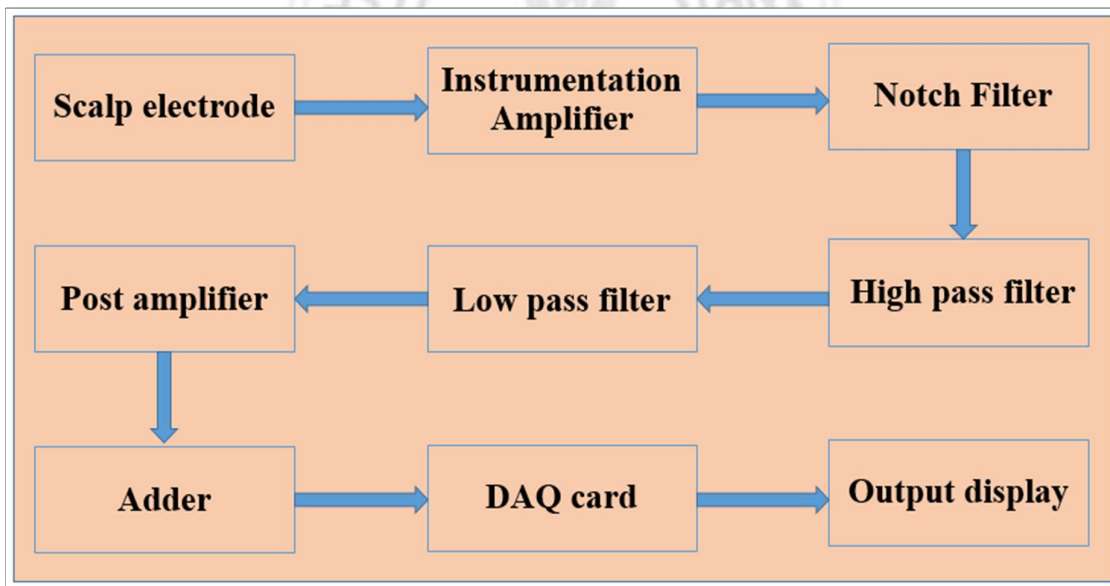 Scalp electrode
Instrumentation
Amplifier
Notch Filter
High pass filter
Low pass filter
Post amplifier
Adder
DAQ card
Output display